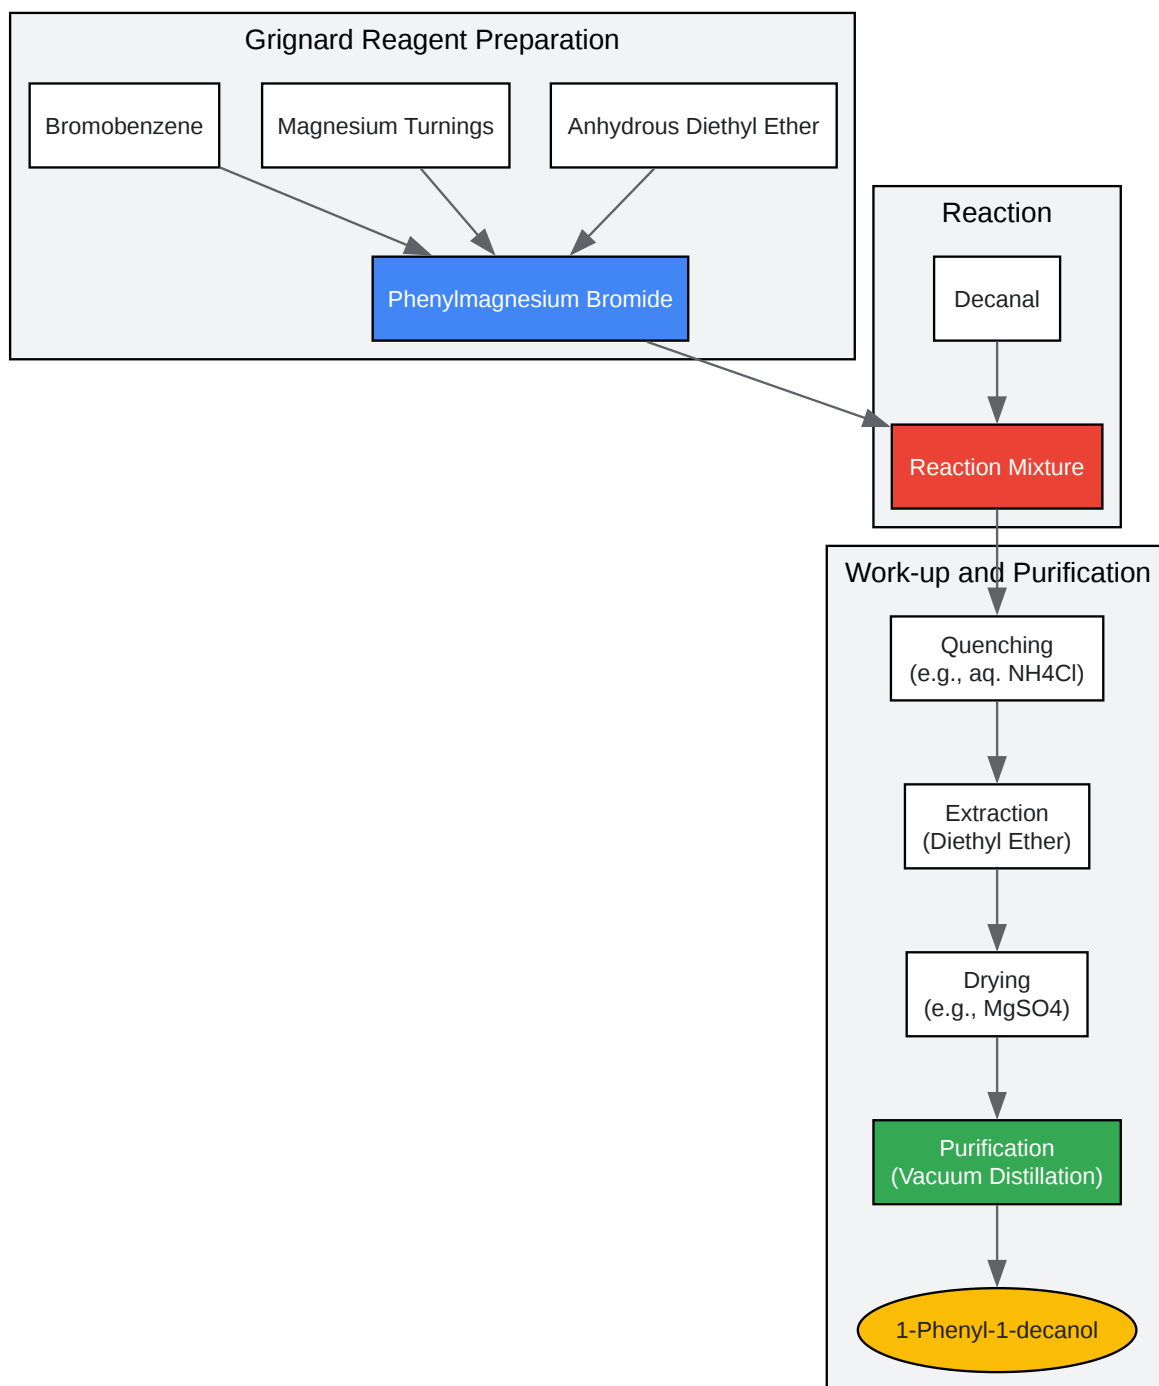 Grignard Reagent Preparation
Bromobenzene
Magnesium Turnings
Anhydrous Diethyl Ether
Phenylmagnesium Bromide
Reaction
Decanal
Reaction Mixture
Work-up and Purification
Quenching
(e.g., aq. NH4Cl)
Extraction
(Diethyl Ether)
Drying
(e.g., MgSO4)
Purification
(Vacuum Distillation)
1-Phenyl-1-decanol